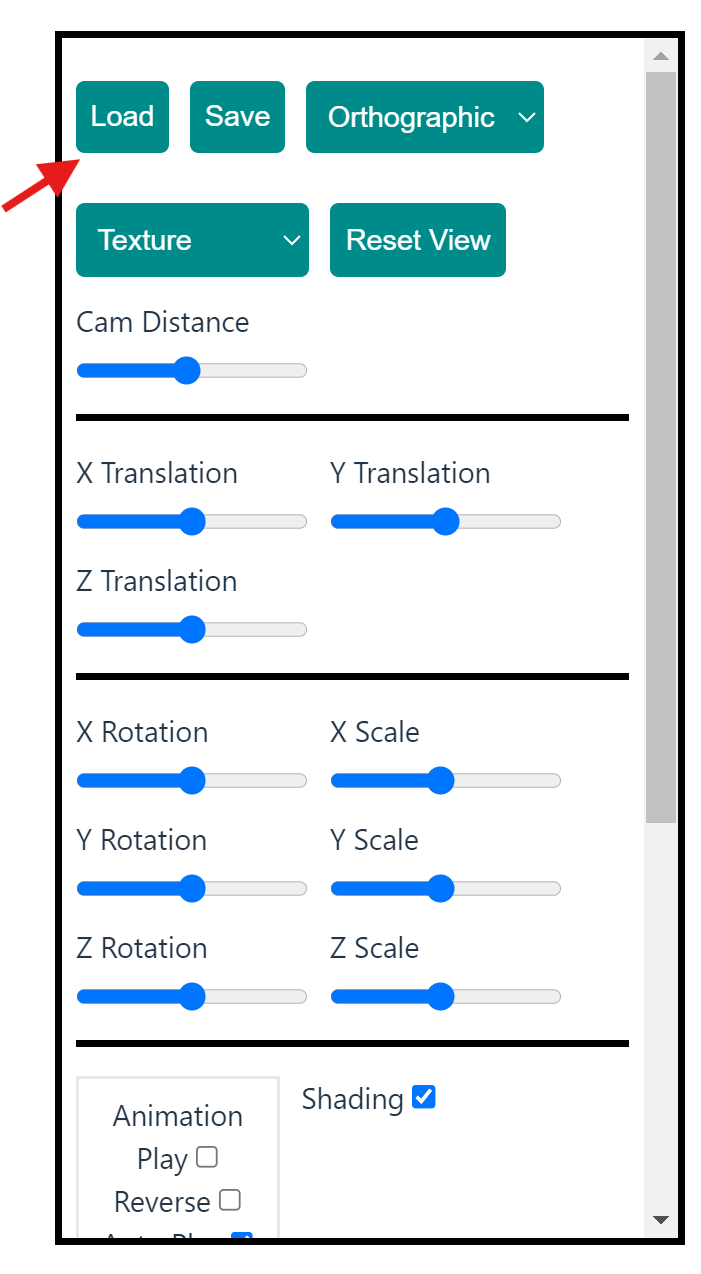 Load Save Orthographic
Texture Reset View
Cam Distance
X Translation Y Translation
Z Translation
X Rotation X Scale
Y Rotation Y Scale
Z Rotation Z Scale
Animation Shading
Play
Reverse